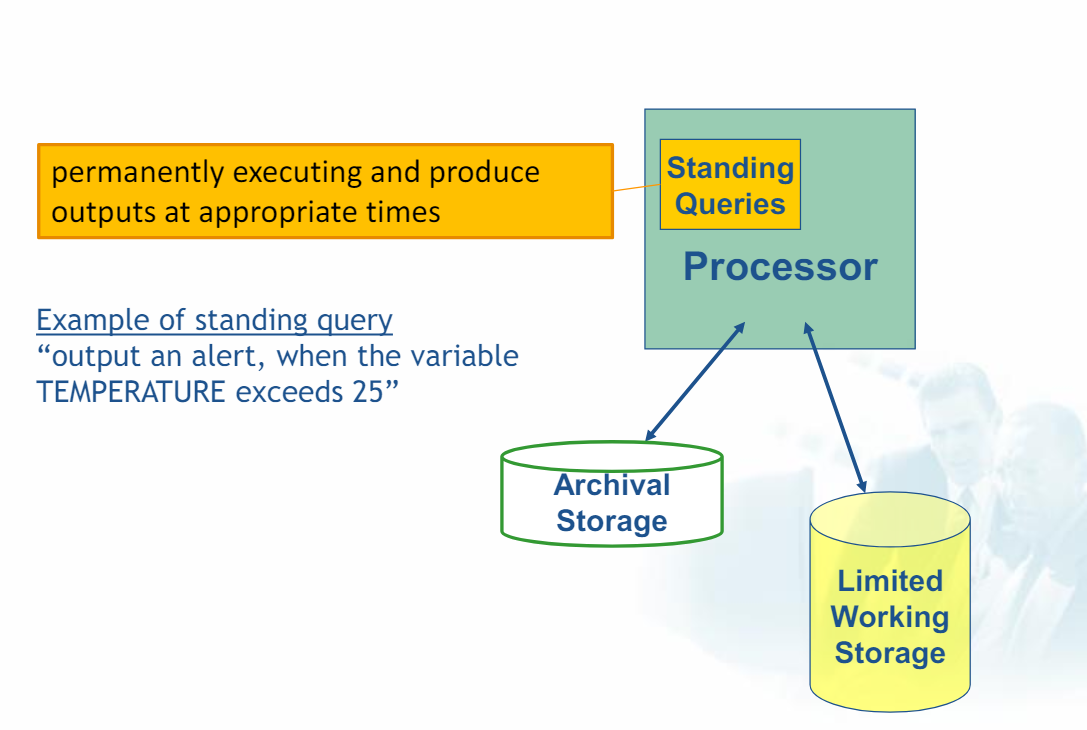 permanently executing and produce
outputs at appropriate times
Standing
Queries
Processor
Example of standing query
“output an alert, when the variable
TEMPERATURE exceeds 25”
Archival
Storage
Limited
Working
Storage